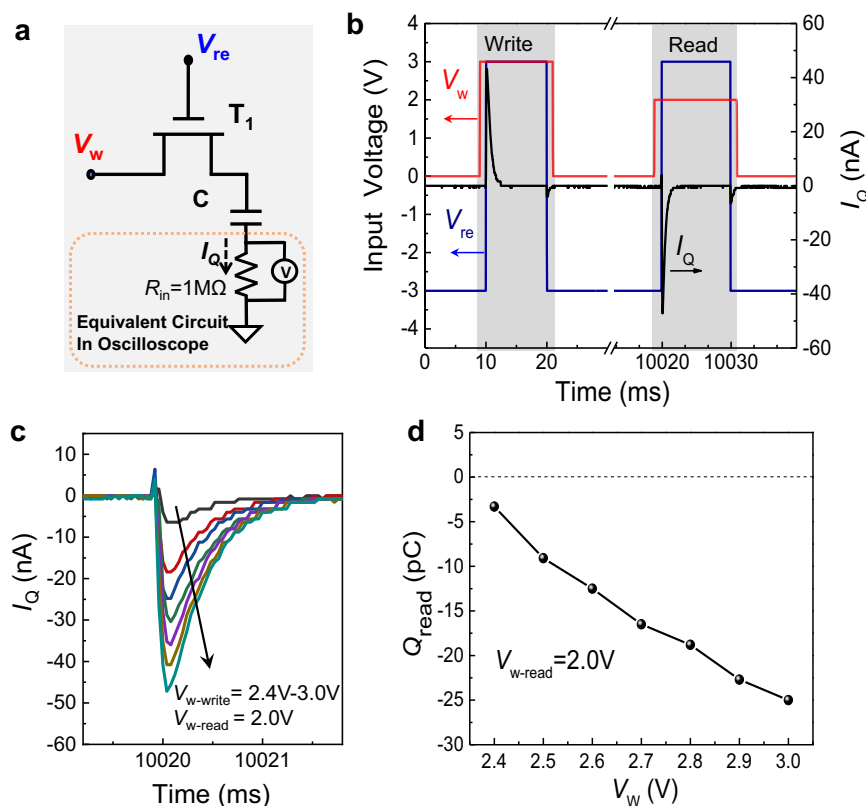 a
V_re
T_1
V_w
C
I_Q
V
R_in=1MΩ
Equivalent Circuit
In Oscilloscope
b
Write
Read
V_w
V_re
I_Q
4
3
2
1
0
-1
-2
-3
-4
Input Voltage (V)
60
40
20
0
-20
-40
-60
I_Q (nA)
0
10
20
10020
10030
Time (ms)
c
10
0
-10
-20
-30
-40
-50
-60
I_Q (nA)
V_w-write= 2.4V-3.0V
V_w-read = 2.0V
10020
10021
Time (ms)
d
5
0
-5
-10
-15
-20
-25
-30
Q_read (pC)
V_w-read=2.0V
2.4
2.5
2.6
2.7
2.8
2.9
3.0
V_W (V)